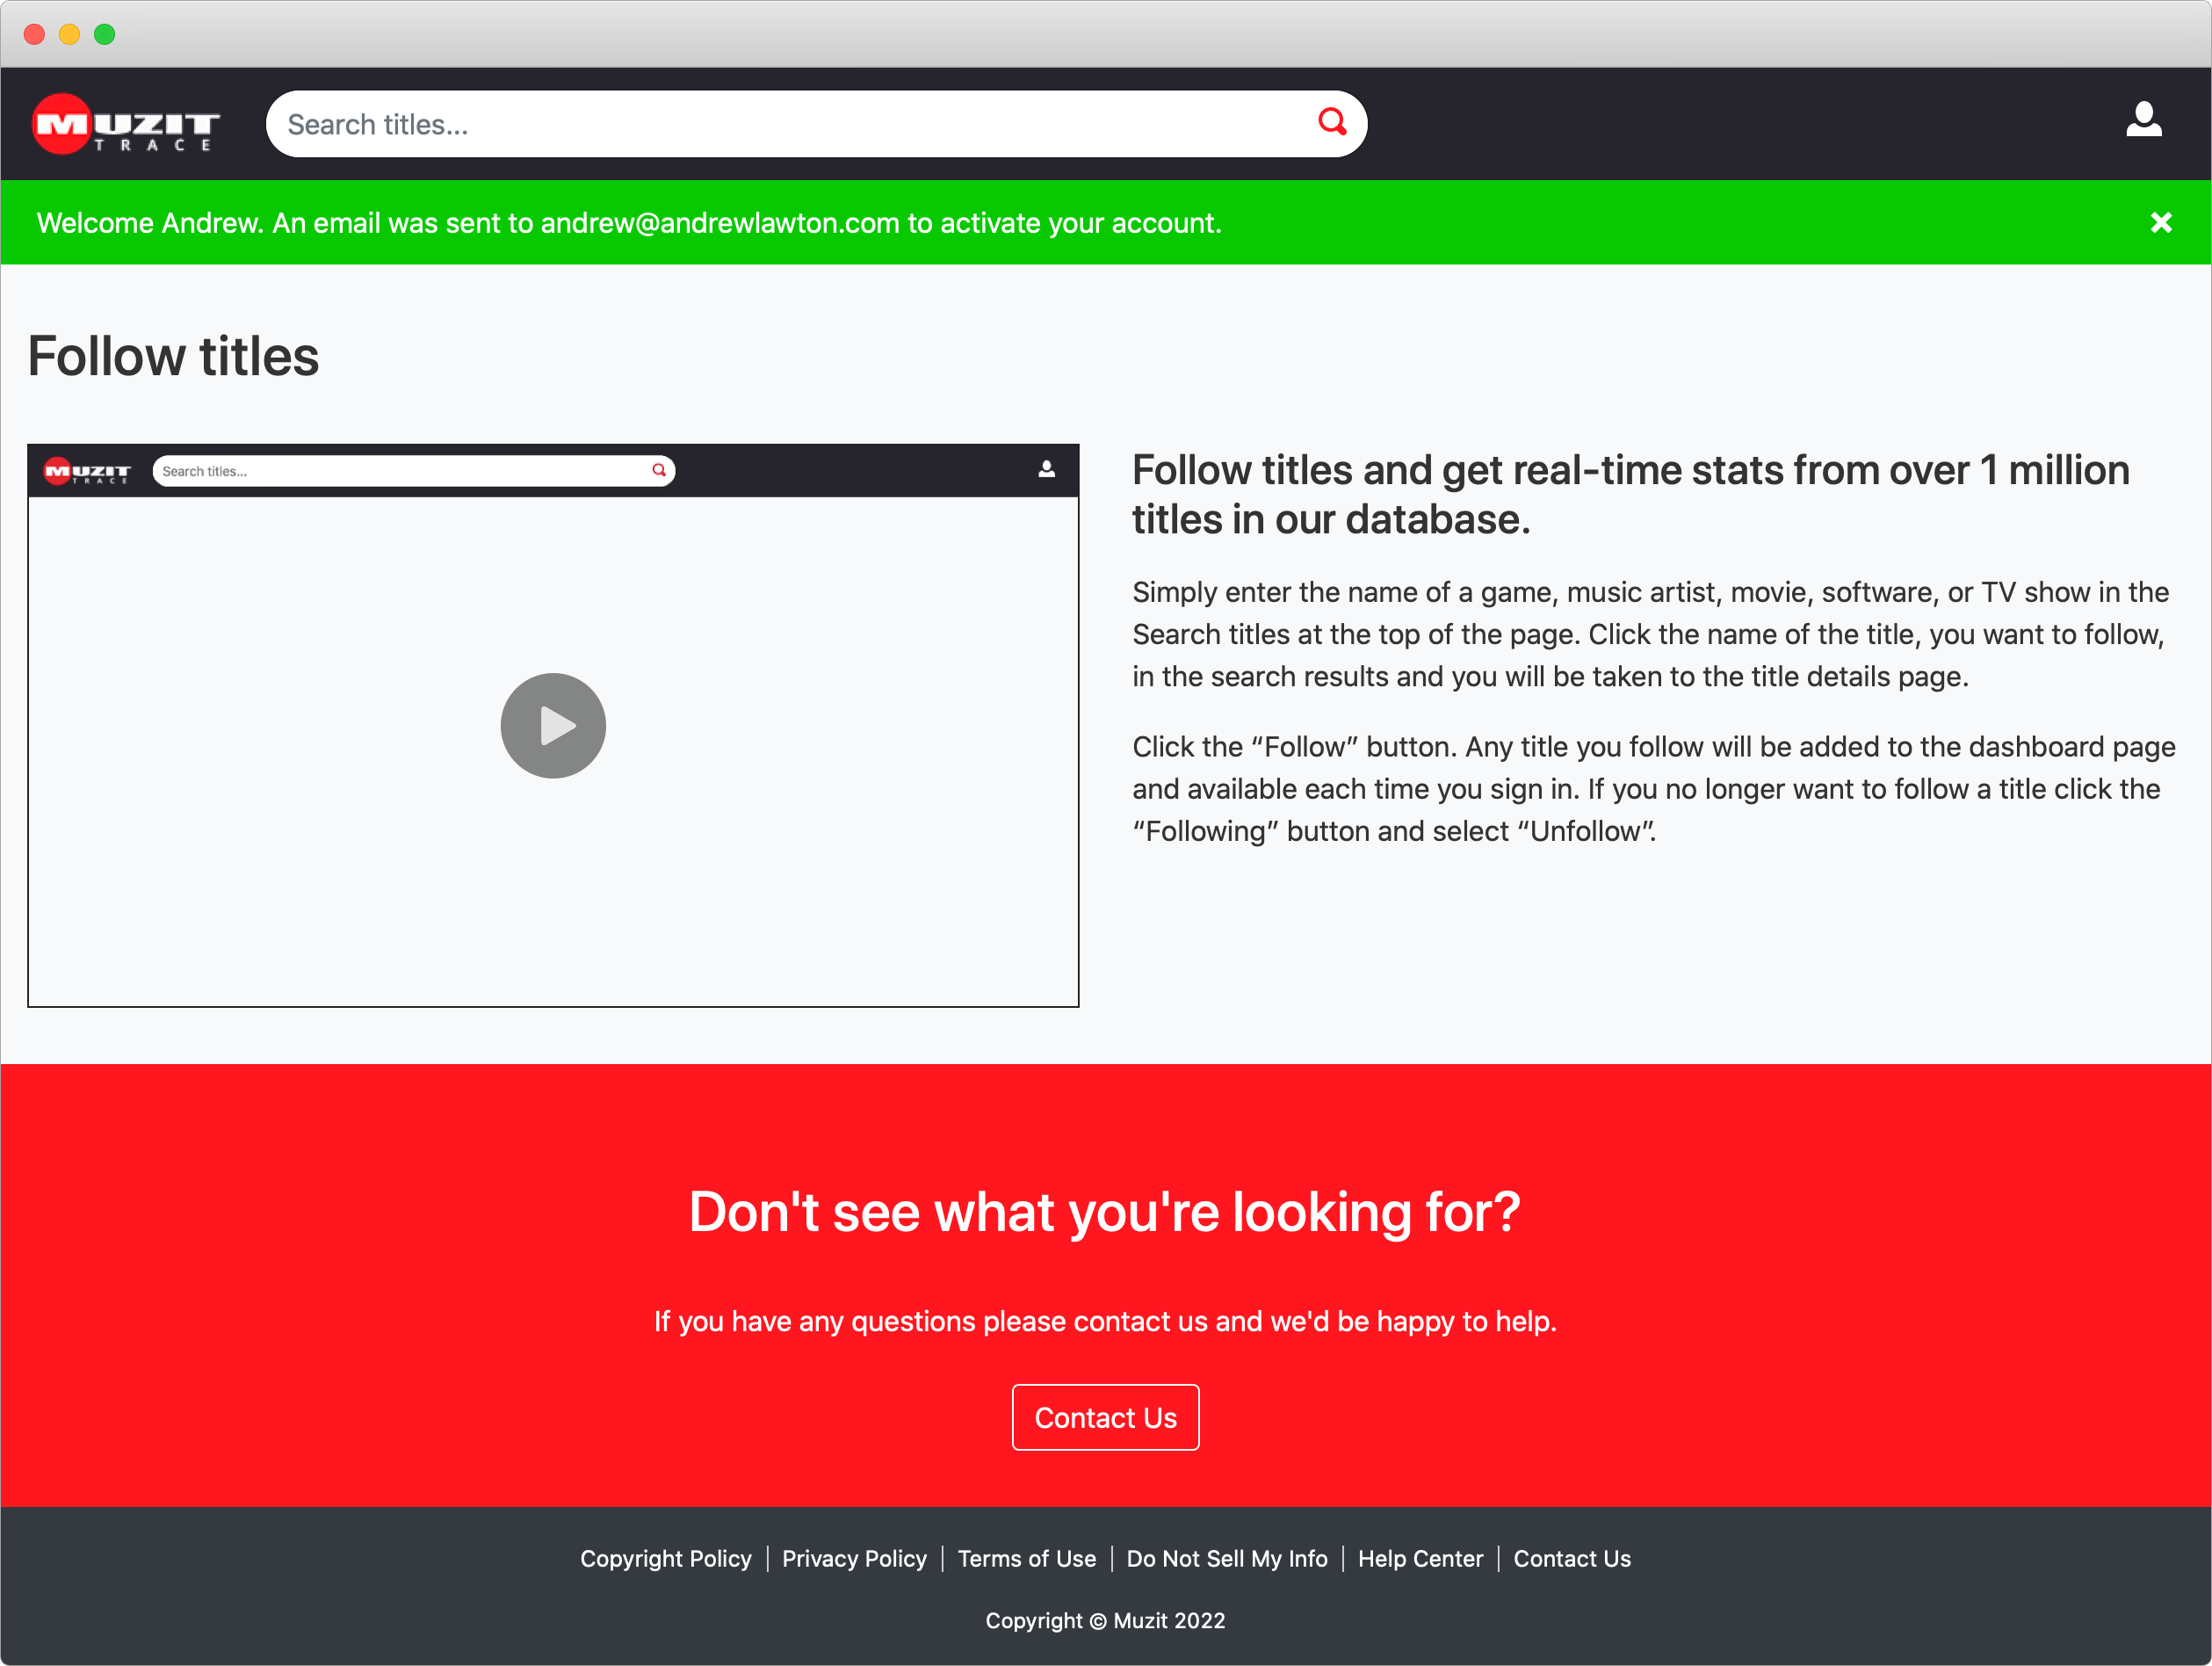 MUZIT
TRACE
Search titles...
Welcome Andrew. An email was sent to andrew@andrewlawton.com to activate your account.
Follow titles
MUZIT
TRACE
Search titles...
Follow titles and get real-time stats from over 1 million
titles in our database.
Simply enter the name of a game, music artist, movie, software, or TV show in the
Search titles at the top of the page. Click the name of the title, you want to follow,
in the search results and you will be taken to the title details page.
Click the “Follow” button. Any title you follow will be added to the dashboard page
and available each time you sign in. If you no longer want to follow a title click the
“Following” button and select “Unfollow”.
Don't see what you're looking for?
If you have any questions please contact us and we'd be happy to help.
Contact Us
Copyright Policy | Privacy Policy | Terms of Use | Do Not Sell My Info | Help Center | Contact Us
Copyright © Muzit 2022